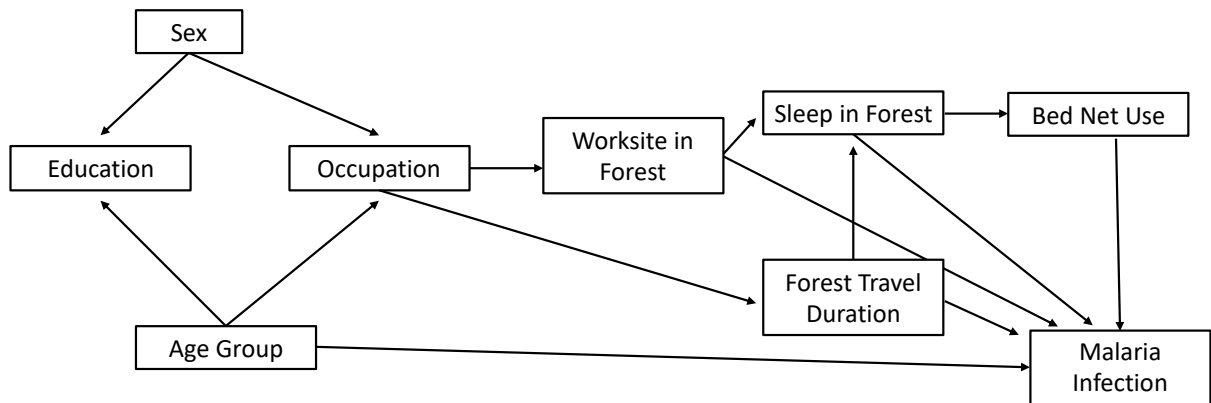 Sex
Education
Occupation
Worksite in
Forest
Sleep in Forest
Bed Net Use
Forest Travel
Duration
Age Group
Malaria
Infection